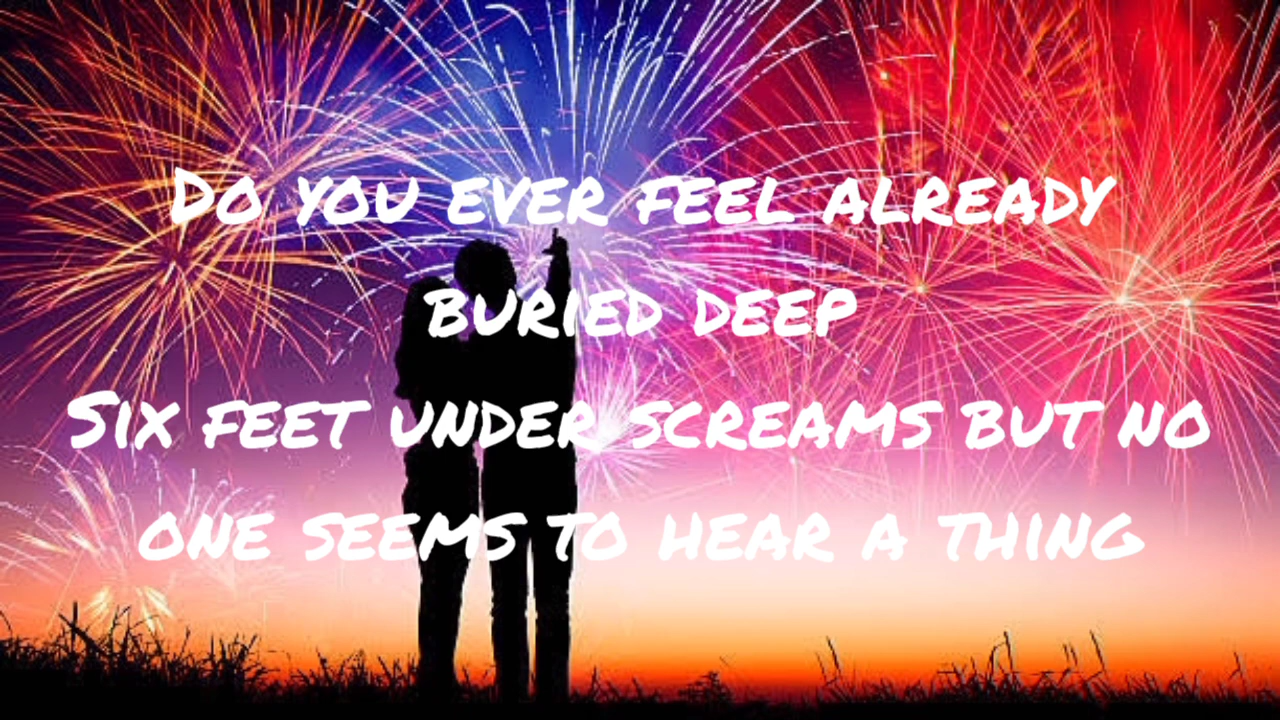 Do you ever feel already
buried deep
Six feet under screams but no
one seems to hear a thing